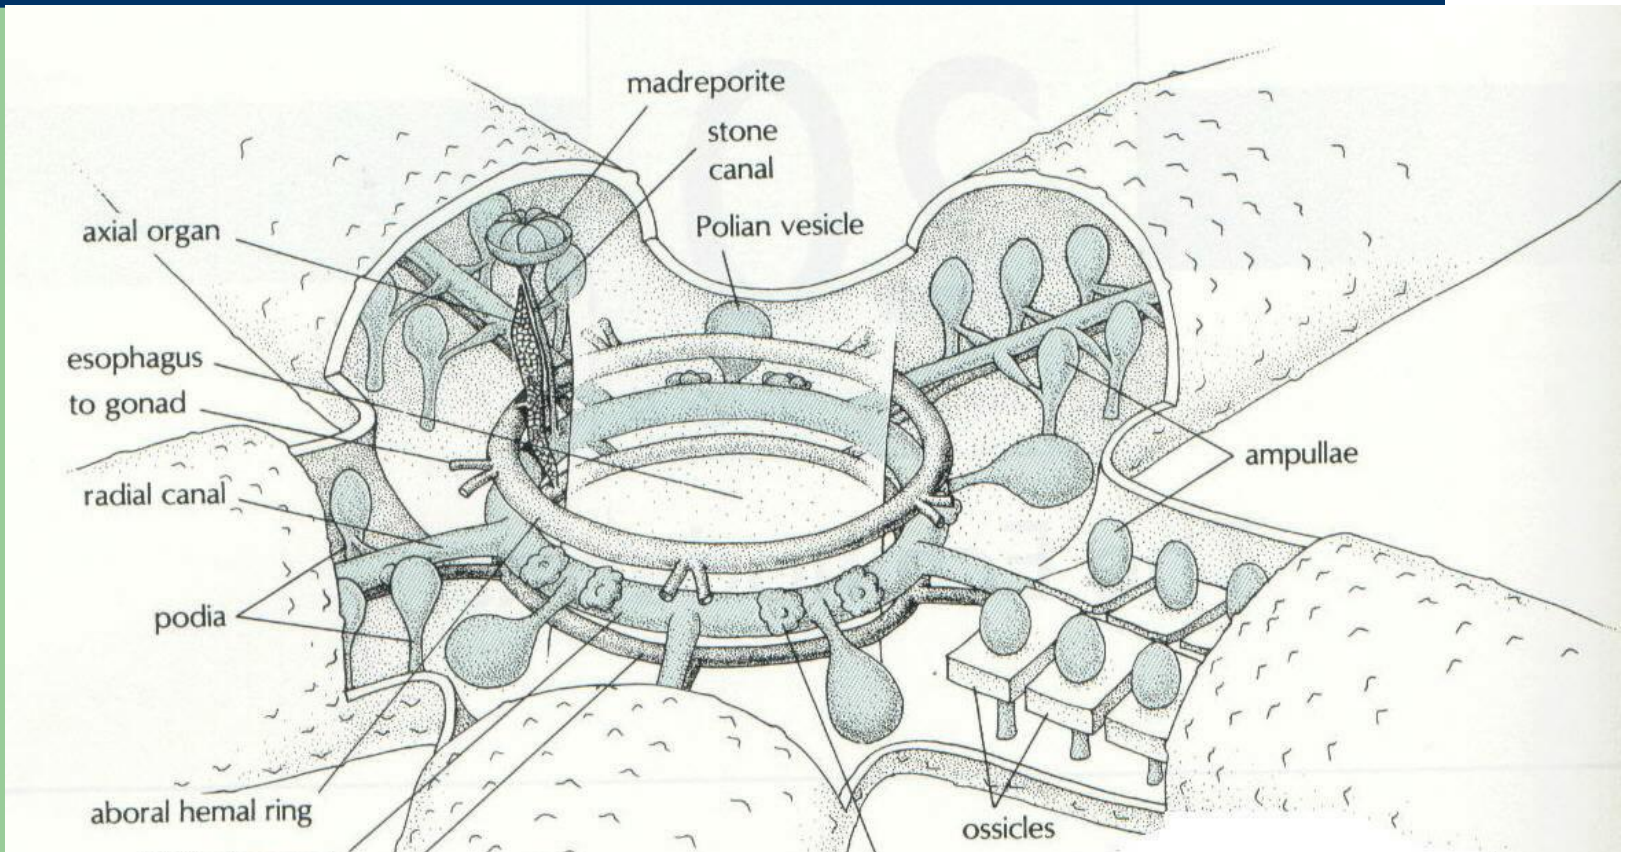 madreporite
stone
canal
Polian vesicle
axial organ
esophagus
to gonad
radial canal
podia
ampullae
aboral hemal ring
ossicles